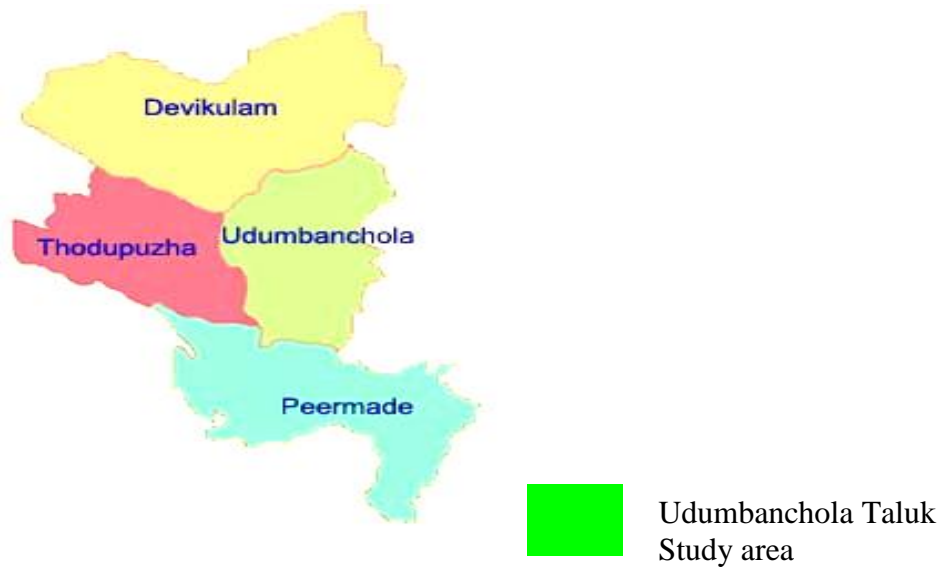 Devikulam
Udumbanchola
Thodupuzha
Peermade
Udumbanchola Taluk
Study area